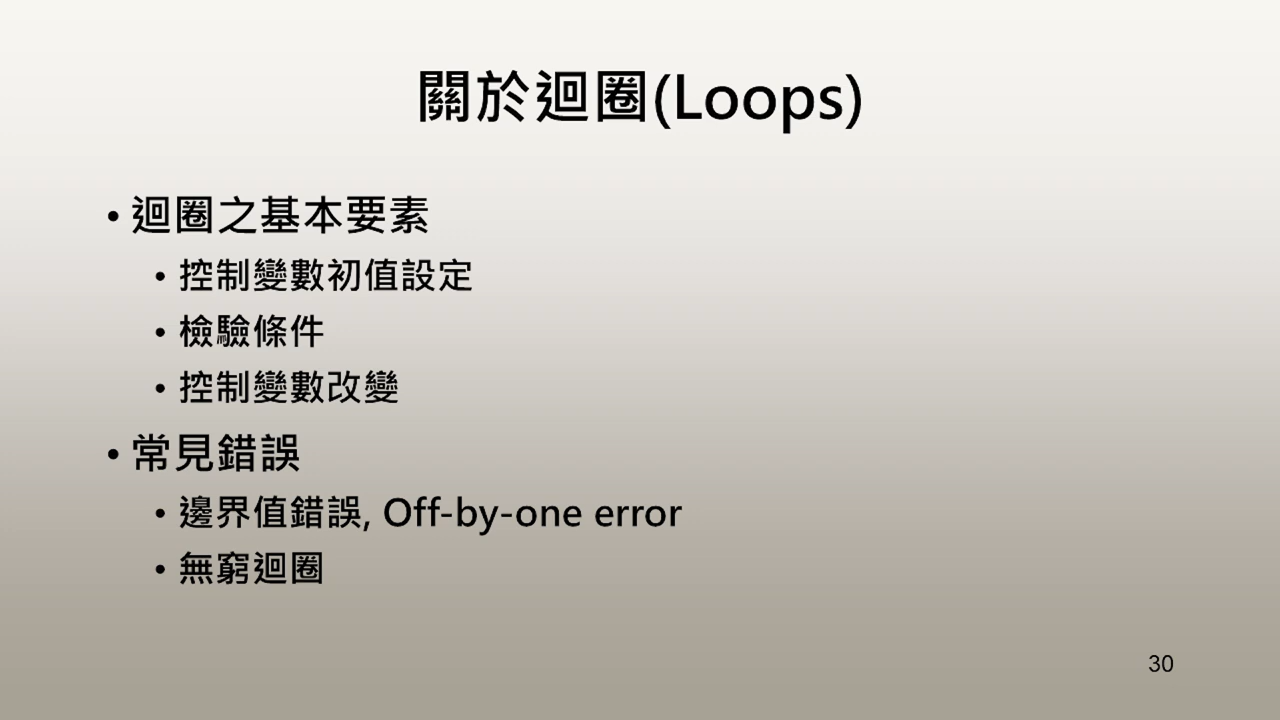 關於迴圈(Loops)
• 迴圈之基本要素
• 控制變數初值設定
• 檢驗條件
• 控制變數改變
• 常見錯誤
• 邊界值錯誤, Off-by-one error
• 無窮迴圈
30